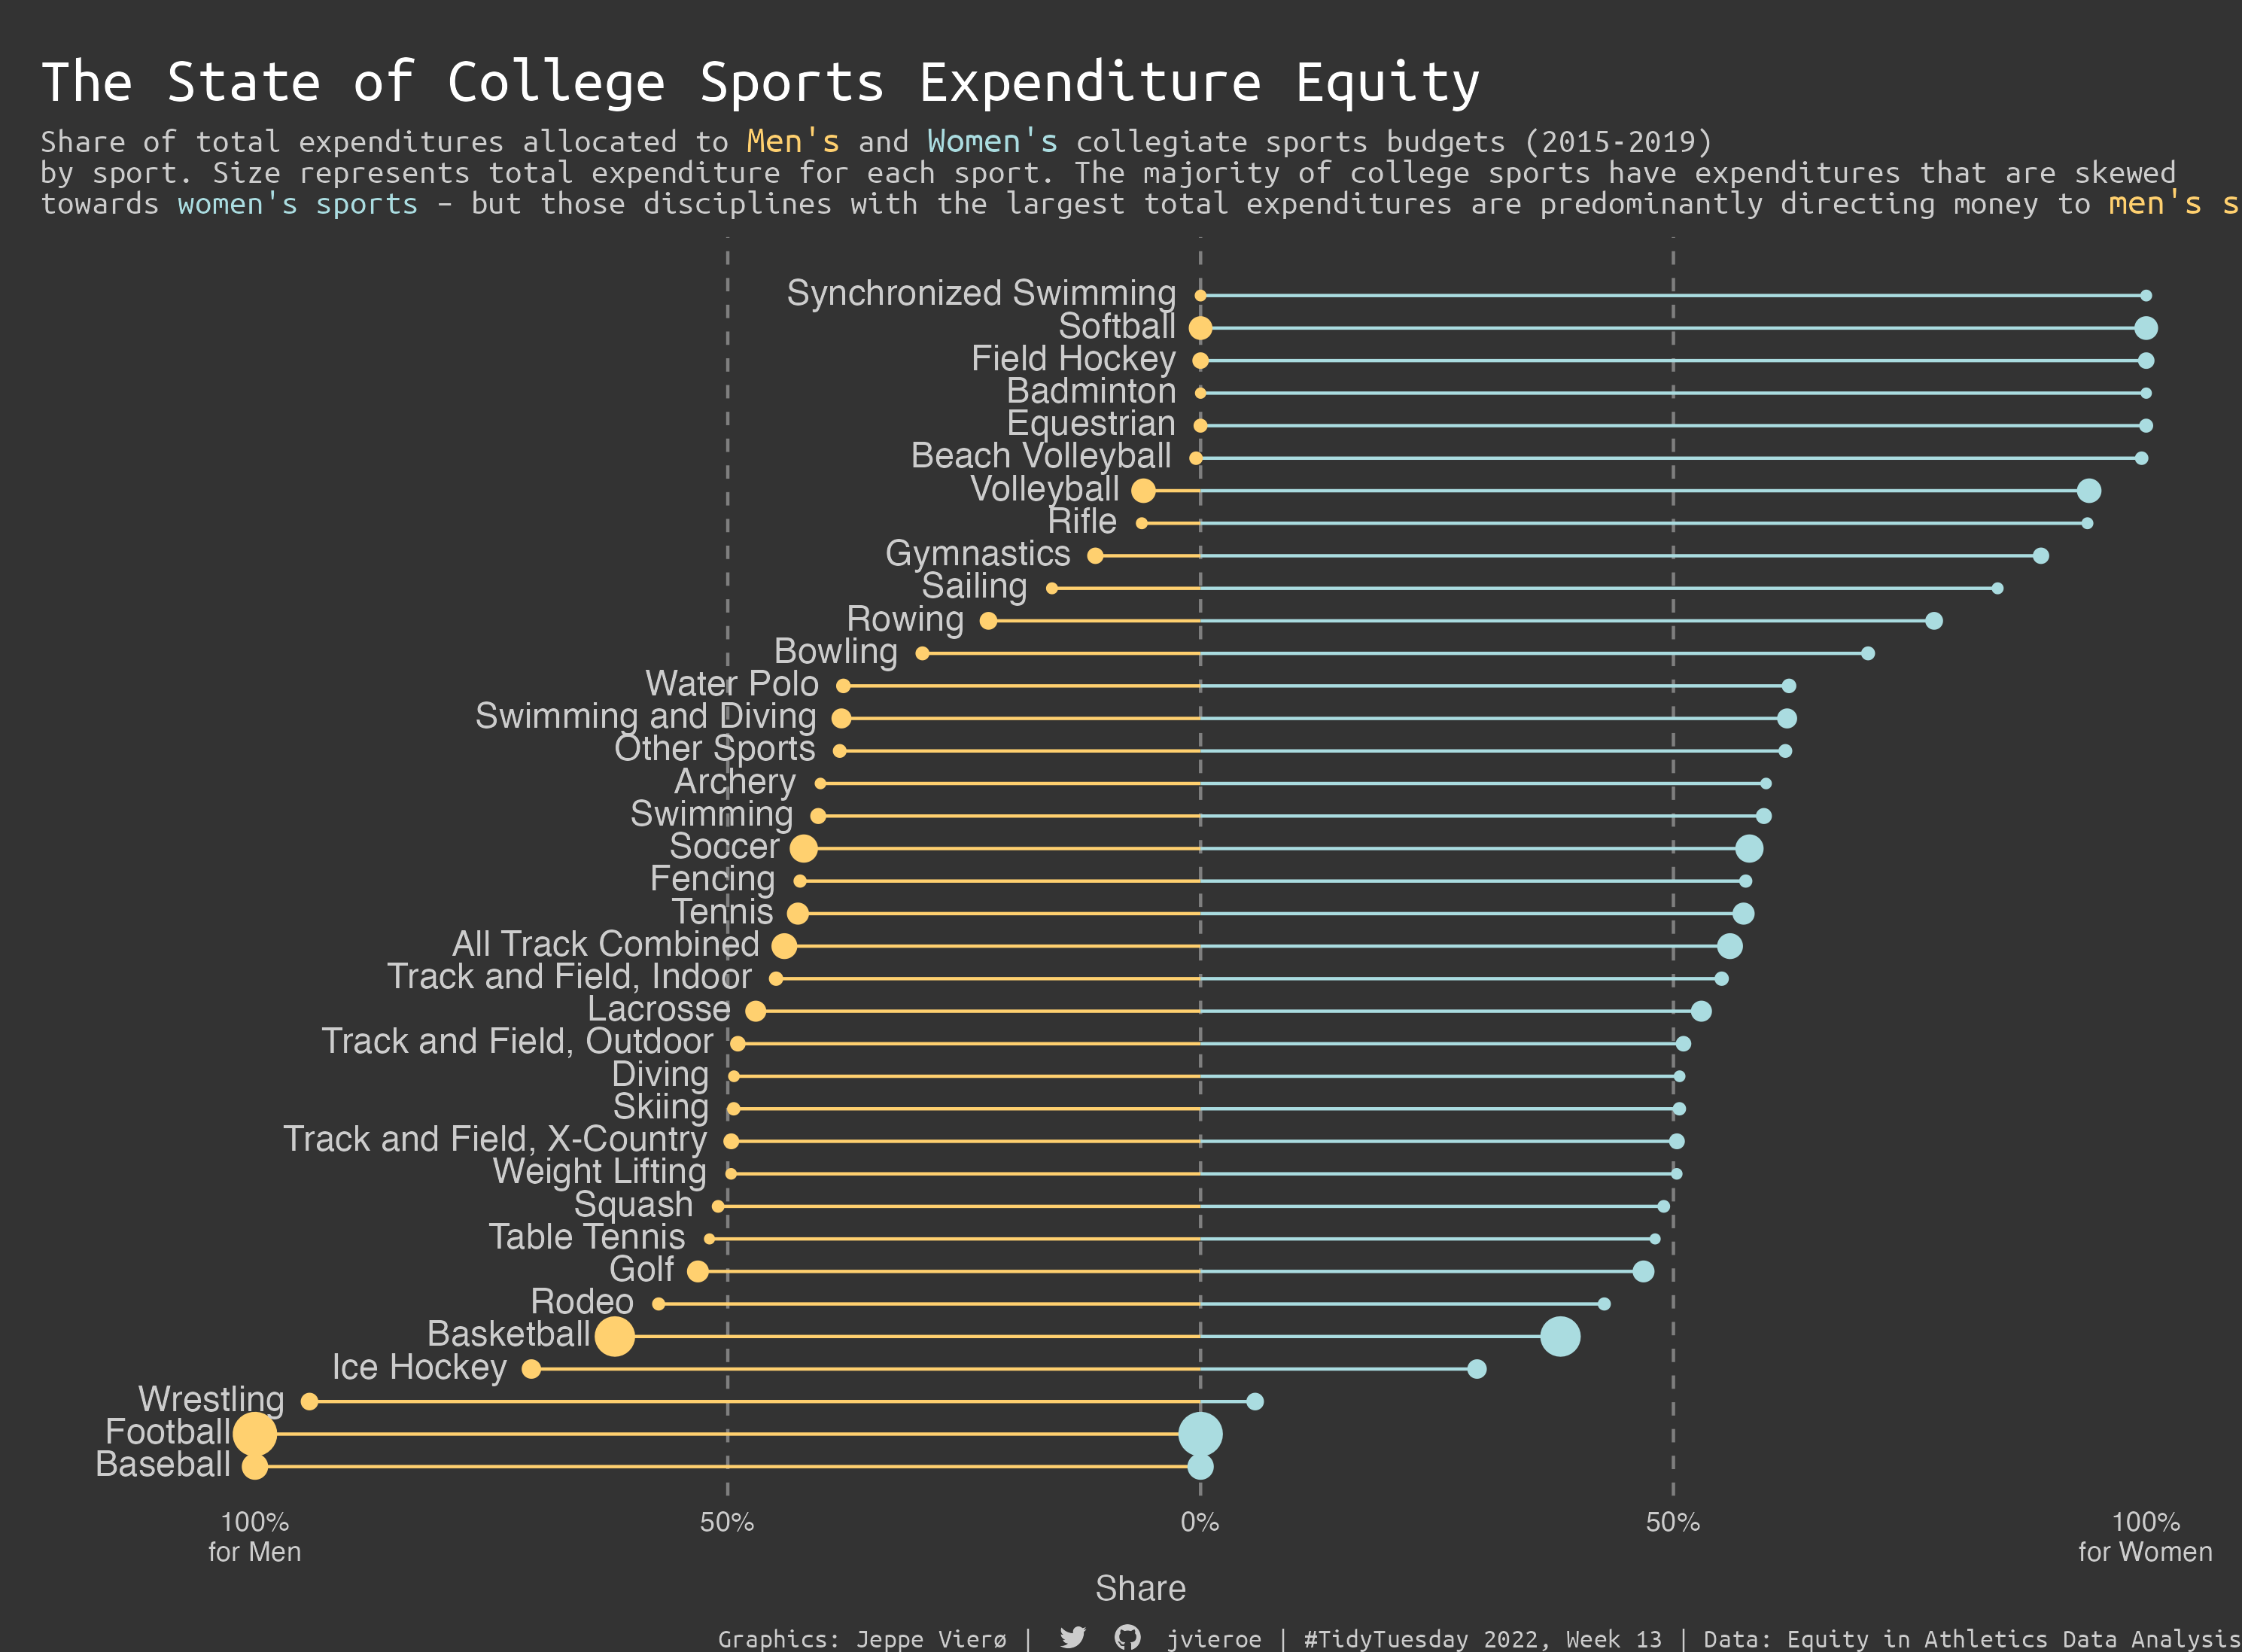 The State of College Sports Expenditure Equity
Share of total expenditures allocated to Men's and Women's collegiate sports budgets (2015-2019)
by sport. Size represents total expenditure for each sport. The majority of college sports have expenditures that are skewed
towards women's sports – but those disciplines with the largest total expenditures are predominantly directing money to men's s
Synchronized Swimming
Softball
Field Hockey
Badminton
Equestrian
Beach Volleyball
Volleyball
Rifle
Gymnastics
Sailing
Rowing
Bowling
Water Polo
Swimming and Diving
Other Sports
Archery
Swimming
Soccer
Fencing
Tennis
All Track Combined
Track and Field, Indoor
Lacrosse
Track and Field, Outdoor
Diving
Skiing
Track and Field, X-Country
Weight Lifting
Squash
Table Tennis
Golf
Rodeo
Basketball
Ice Hockey
Wrestling
Football
Baseball
100% 50% 0% 50% 100%
for Men for Women
Share
Graphics: Jeppe Vierø | jvieroe | #TidyTuesday 2022, Week 13 | Data: Equity in Athletics Data Analysis